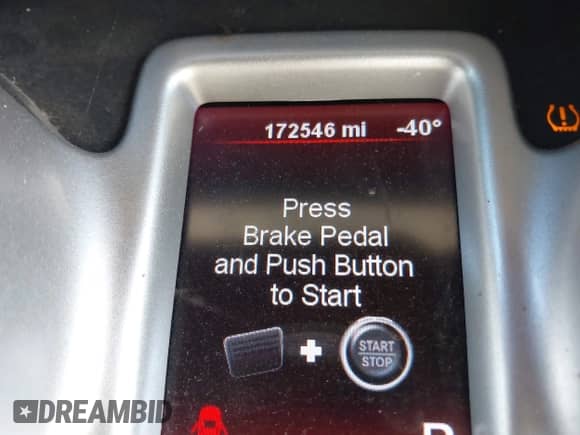 172546 mi -40°
Press
Brake Pedal
and Push Button
to Start
START
STOP
DREAMBID